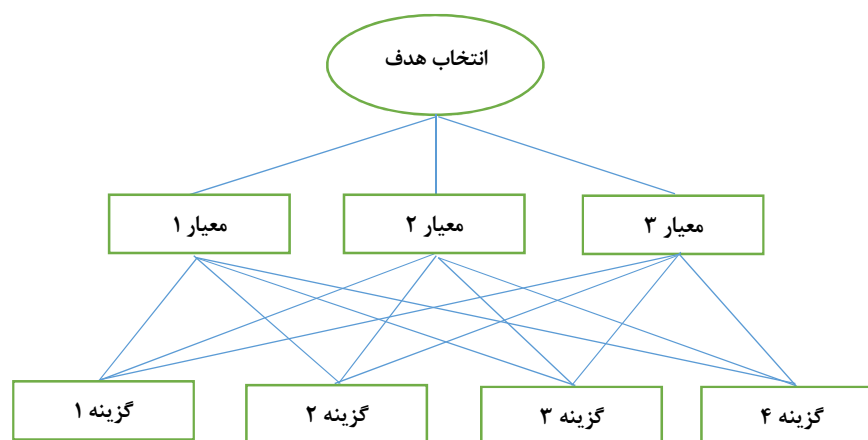 انتخاب هدف
معیار ۳
معیار ۲
معیار ۱
گزینه ۴
گزینه ۳
گزینه ۲
گزینه ۱